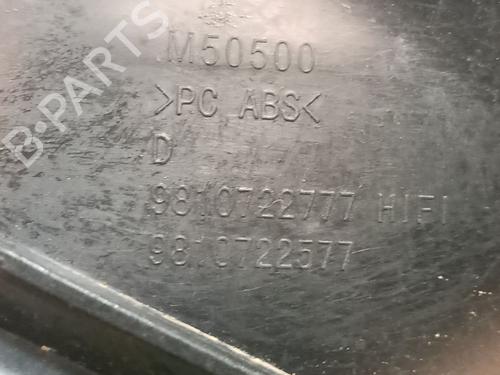 B-PARTS
M50500
>PC ABS<
D
9810722777 HIFI
9810722577